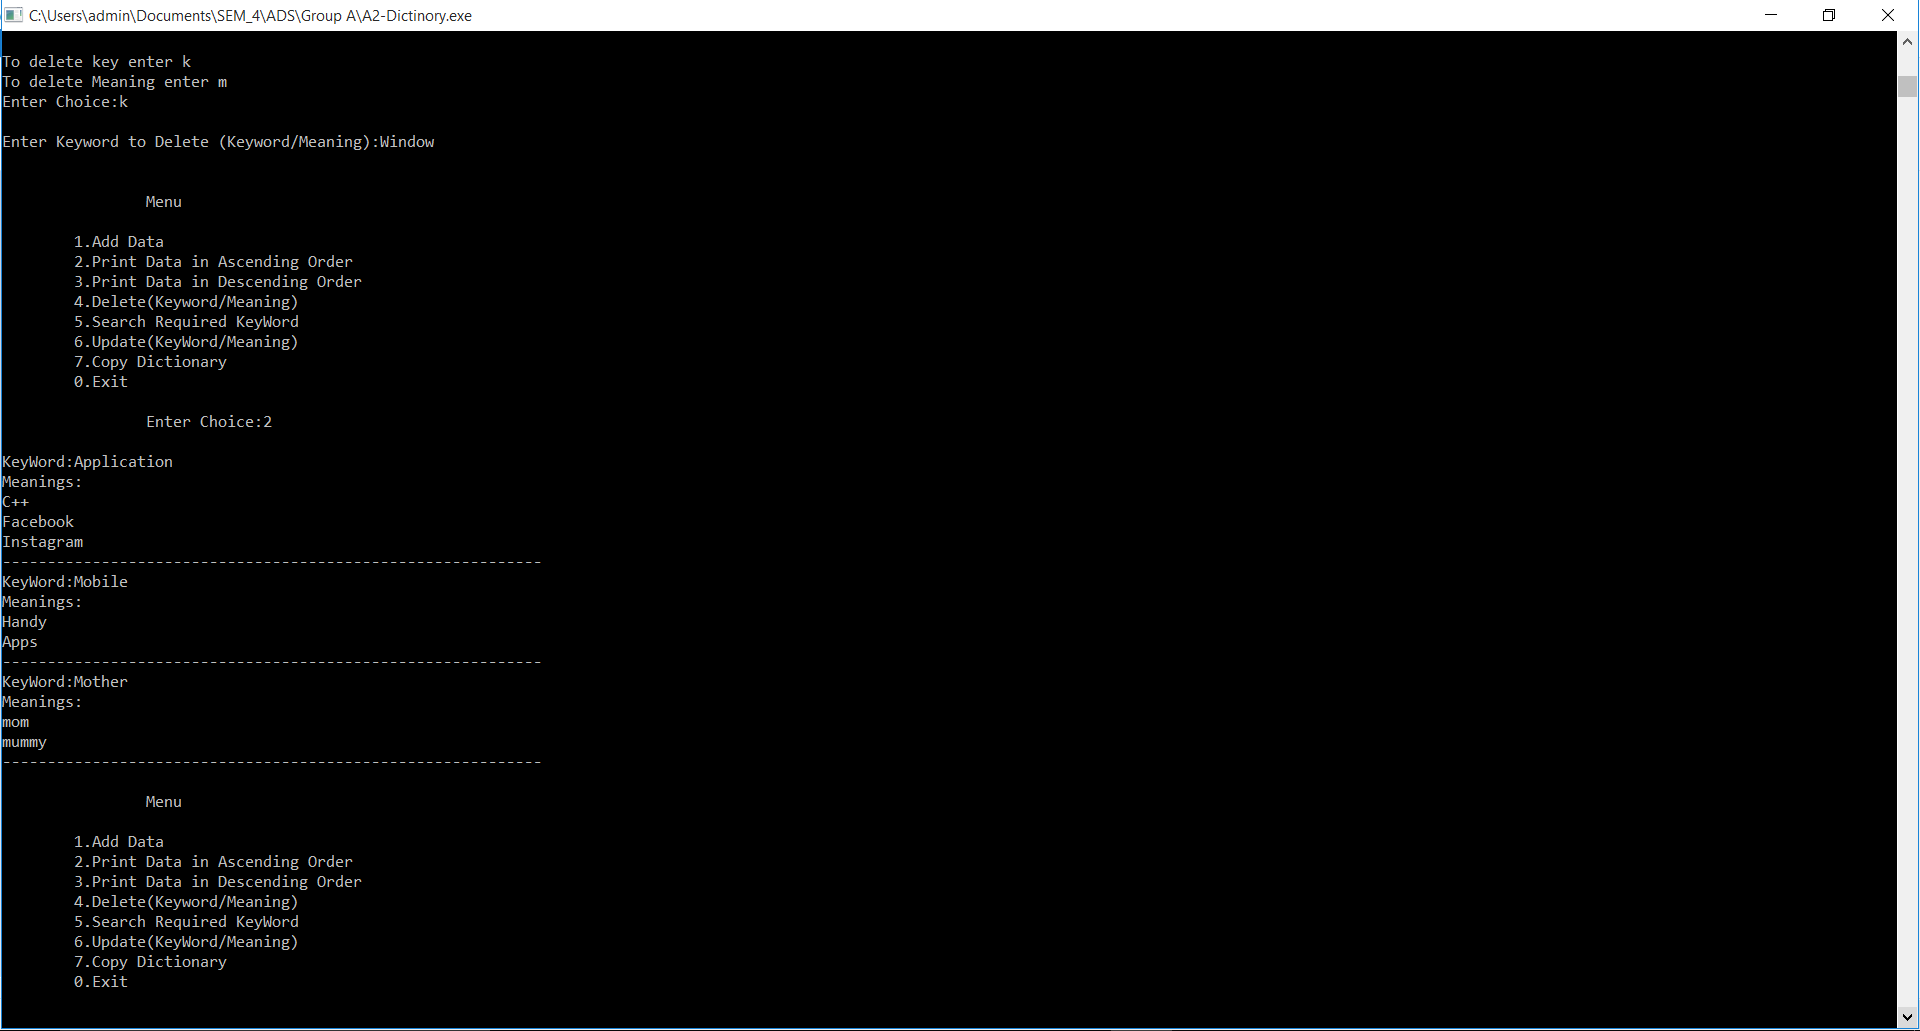 C:\Users\admin\Documents\SEM_4\ADS\Group A\A2-Dictinory.exe
To delete key enter k
To delete Meaning enter m
Enter Choice:k
Enter Keyword to Delete (Keyword/Meaning):Window
Menu
1.Add Data
2.Print Data in Ascending Order
3.Print Data in Descending Order
4.Delete(Keyword/Meaning)
5.Search Required KeyWord
6.Update(KeyWord/Meaning)
7.Copy Dictionary
0.Exit
Enter Choice:2
KeyWord:Application
Meanings:
C++
Facebook
Instagram
------------------------------------------------------------
KeyWord:Mobile
Meanings:
Handy
Apps
------------------------------------------------------------
KeyWord:Mother
Meanings:
mom
mummy
------------------------------------------------------------
Menu
1.Add Data
2.Print Data in Ascending Order
3.Print Data in Descending Order
4.Delete(Keyword/Meaning)
5.Search Required KeyWord
6.Update(KeyWord/Meaning)
7.Copy Dictionary
0.Exit